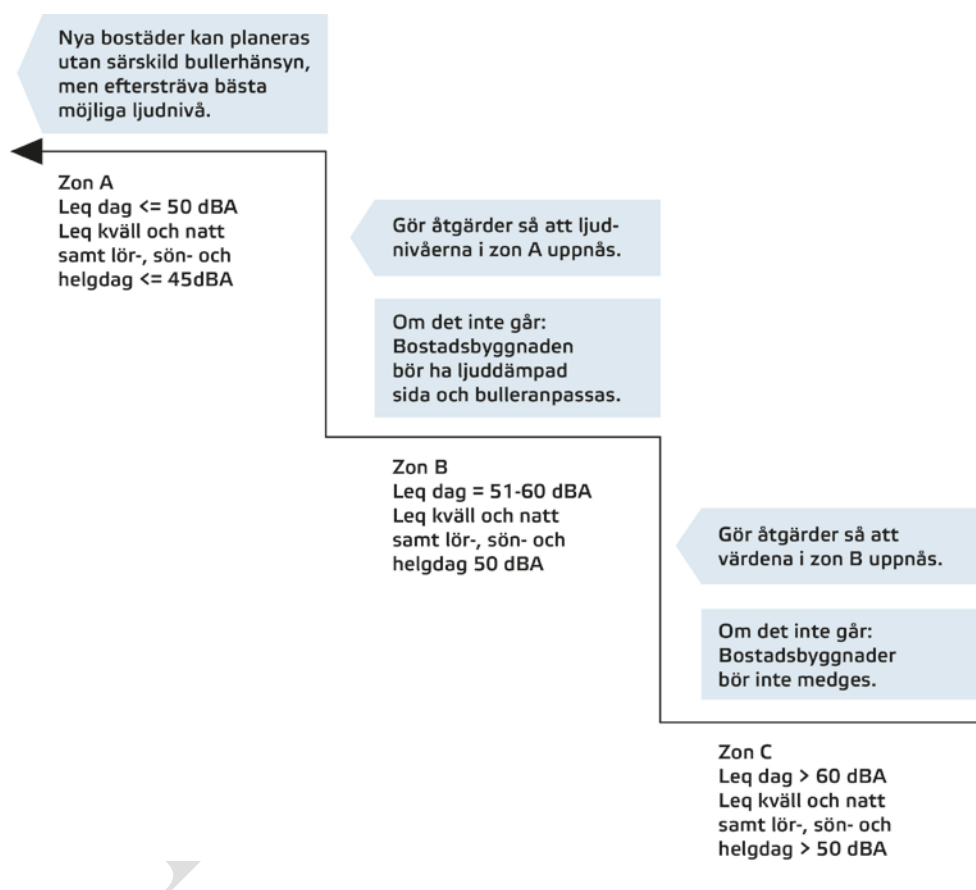 Nya bostäder kan planeras
utan särskild bullerhänsyn,
men eftersträva bästa
möjliga ljudnivå.
Zon A
Leq dag <= 50 dBA
Leq kväll och natt
samt lör-, sön- och
helgdag <= 45dBA
Gör åtgärder så att ljud-
nivåerna i zon A uppnås.
Om det inte går:
Bostadsbyggnaden
bör ha ljuddämpad
sida och bulleranpassas.
Zon B
Leq dag = 51-60 dBA
Leq kväll och natt
samt lör-, sön- och
helgdag 50 dBA
Gör åtgärder så att
värdena i zon B uppnås.
Om det inte går:
Bostadsbyggnader
bör inte medges.
Zon C
Leq dag > 60 dBA
Leq kväll och natt
samt lör-, sön- och
helgdag > 50 dBA